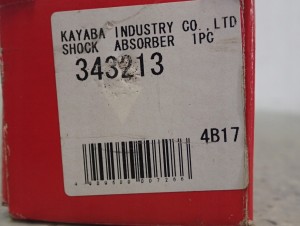 KAYABA INDUSTRY CO.,LTD
SHOCK ABSORBER 1PC
343213
4B17